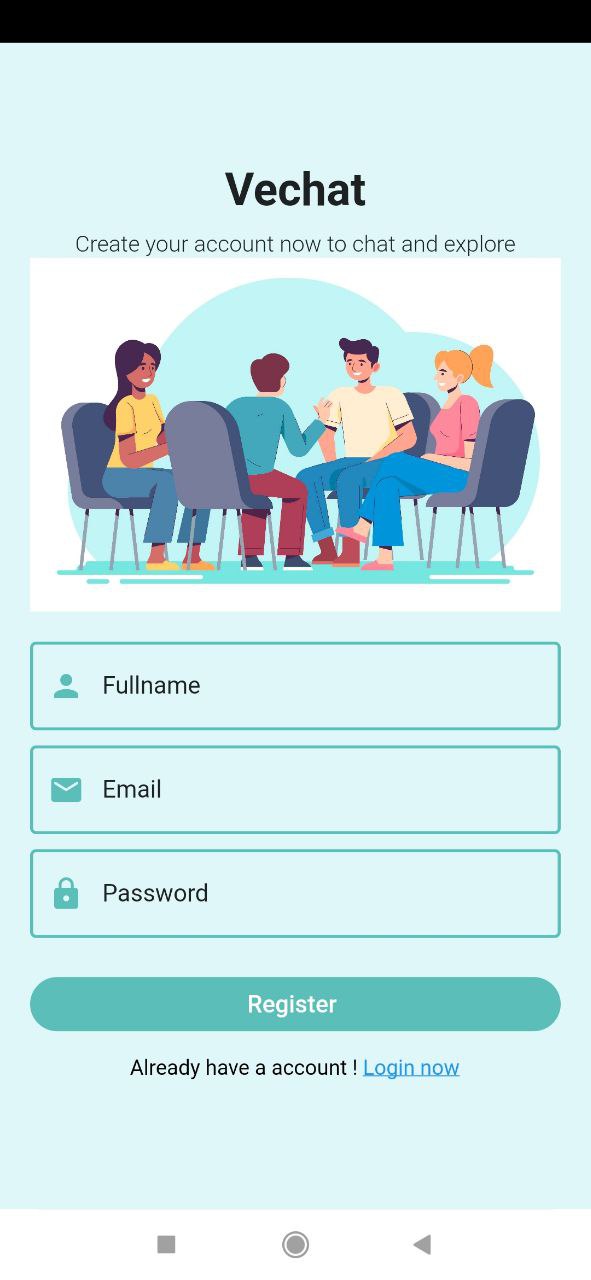 Vechat
Create your account now to chat and explore
Fullname
Email
Password
Register
Already have a account ! Login now